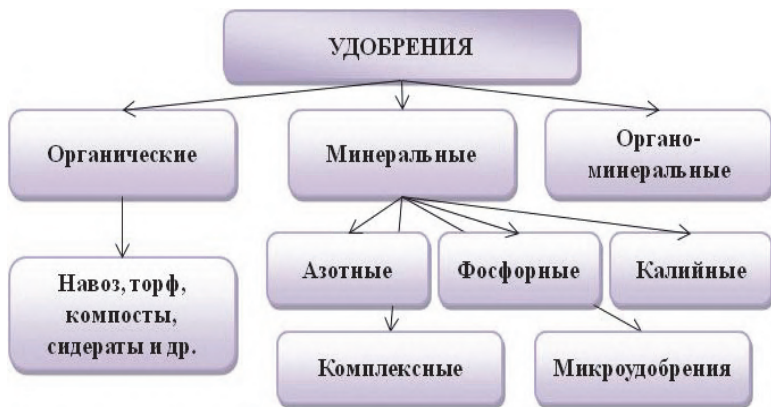 УДОБРЕНИЯ
Органические
Минеральные
Органо-
минеральные
Навоз, торф,
компосты,
сидераты и др.
Азотные
Фосфорные
Калийные
Комплексные
Микроудобрения